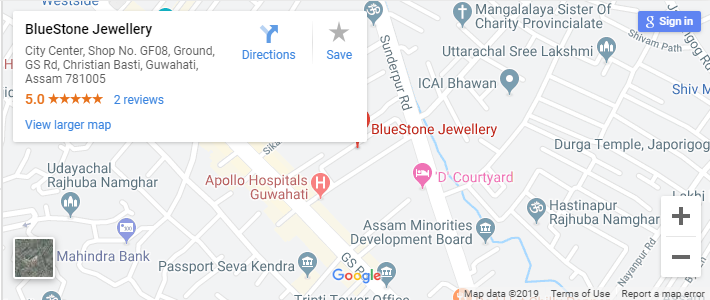 Westside
BlueStone Jewellery
City Center, Shop No. GF08, Ground,
GS Rd, Christian Basti, Guwahati,
Assam 781005
5.0 2 reviews
View larger map
Directions
Save
Sign in
Mangalalaya Sister Of
Charity Provincialate
Uttarachal Sree Lakshmi
Shivam Path
Japorigog Rd
Sunderpur Rd
ICAI Bhawan
Shiv M
BlueStone Jewellery
Durga Temple, Japorigog
Udayachal
Rajhuba Namghar
Apollo Hospitals
Guwahati
'D' Courtyard
Lakhi
Hastinapur
Rajhuba Namghar
Assam Minorities
Development Board
Mahindra Bank
Passport Seva Kendra
GS R
Google
Nayanpur Rd
Tripti Tower Office
Map data ©2019 Terms of Use Report a map error